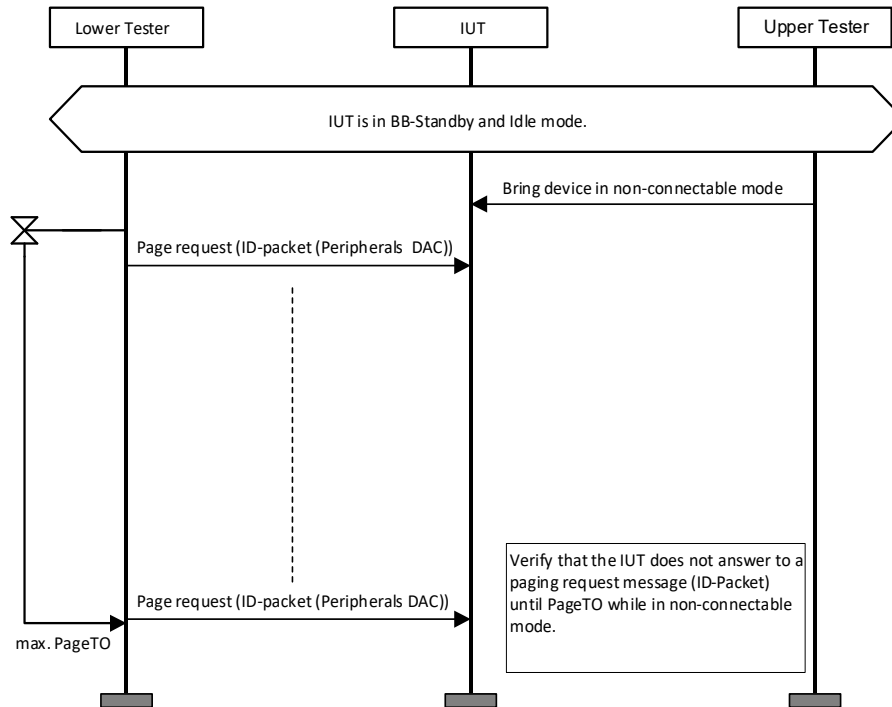 Lower Tester
IUT
Upper Tester
IUT is in BB-Standby and Idle mode.
Bring device in non-connectable mode
Page request (ID-packet (Peripherals DAC))
Page request (ID-packet (Peripherals DAC))
max. PageTO
Verify that the IUT does not answer to a
paging request message (ID-Packet)
until PageTO while in non-connectable
mode.